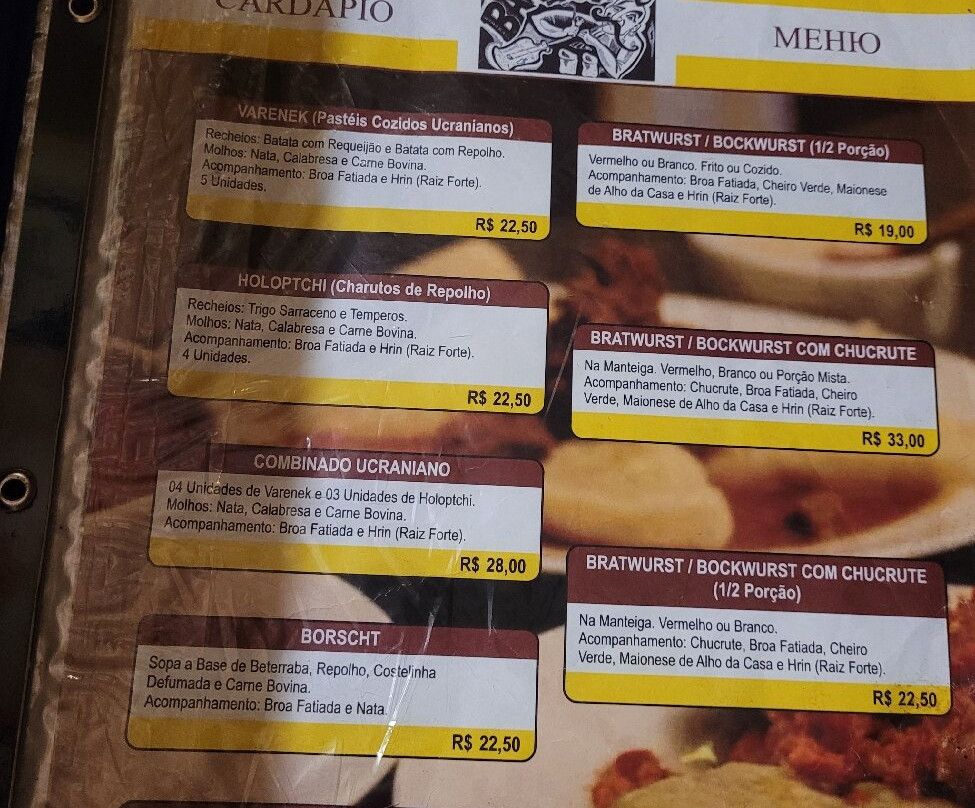 CARDÁPIO
МЕНЮ
VARENEK (Pastéis Cozidos Ucranianos)
Recheios: Batata com Requeijão e Batata com Repolho.
Molhos: Nata, Calabresa e Carne Bovina.
Acompanhamento: Broa Fatiada e Hrin (Raiz Forte).
5 Unidades.
R$ 22,50
HOLOPTCHI (Charutos de Repolho)
Recheios: Trigo Sarraceno e Temperos.
Molhos: Nata, Calabresa e Carne Bovina.
Acompanhamento: Broa Fatiada e Hrin (Raiz Forte).
4 Unidades.
R$ 22,50
COMBINADO UCRANIANO
04 Unidades de Varenek e 03 Unidades de Holoptchi.
Molhos: Nata, Calabresa e Carne Bovina.
Acompanhamento: Broa Fatiada e Hrin (Raiz Forte).
R$ 28,00
BORSCHT
Sopa a Base de Beterraba, Repolho, Costelinha
Defumada e Carne Bovina.
Acompanhamento: Broa Fatiada e Nata.
R$ 22,50
BRATWURST / BOCKWURST (1/2 Porção)
Vermelho ou Branco. Frito ou Cozido.
Acompanhamento: Broa Fatiada, Cheiro Verde, Maionese
de Alho da Casa e Hrin (Raiz Forte).
R$ 19,00
BRATWURST / BOCKWURST COM CHUCRUTE
Na Manteiga. Vermelho, Branco ou Porção Mista.
Acompanhamento: Chucrute, Broa Fatiada, Cheiro
Verde, Maionese de Alho da Casa e Hrin (Raiz Forte).
R$ 33,00
BRATWURST / BOCKWURST COM CHUCRUTE
(1/2 Porção)
Na Manteiga. Vermelho ou Branco.
Acompanhamento: Chucrute, Broa Fatiada, Cheiro
Verde, Maionese de Alho da Casa e Hrin (Raiz Forte).
R$ 22,50